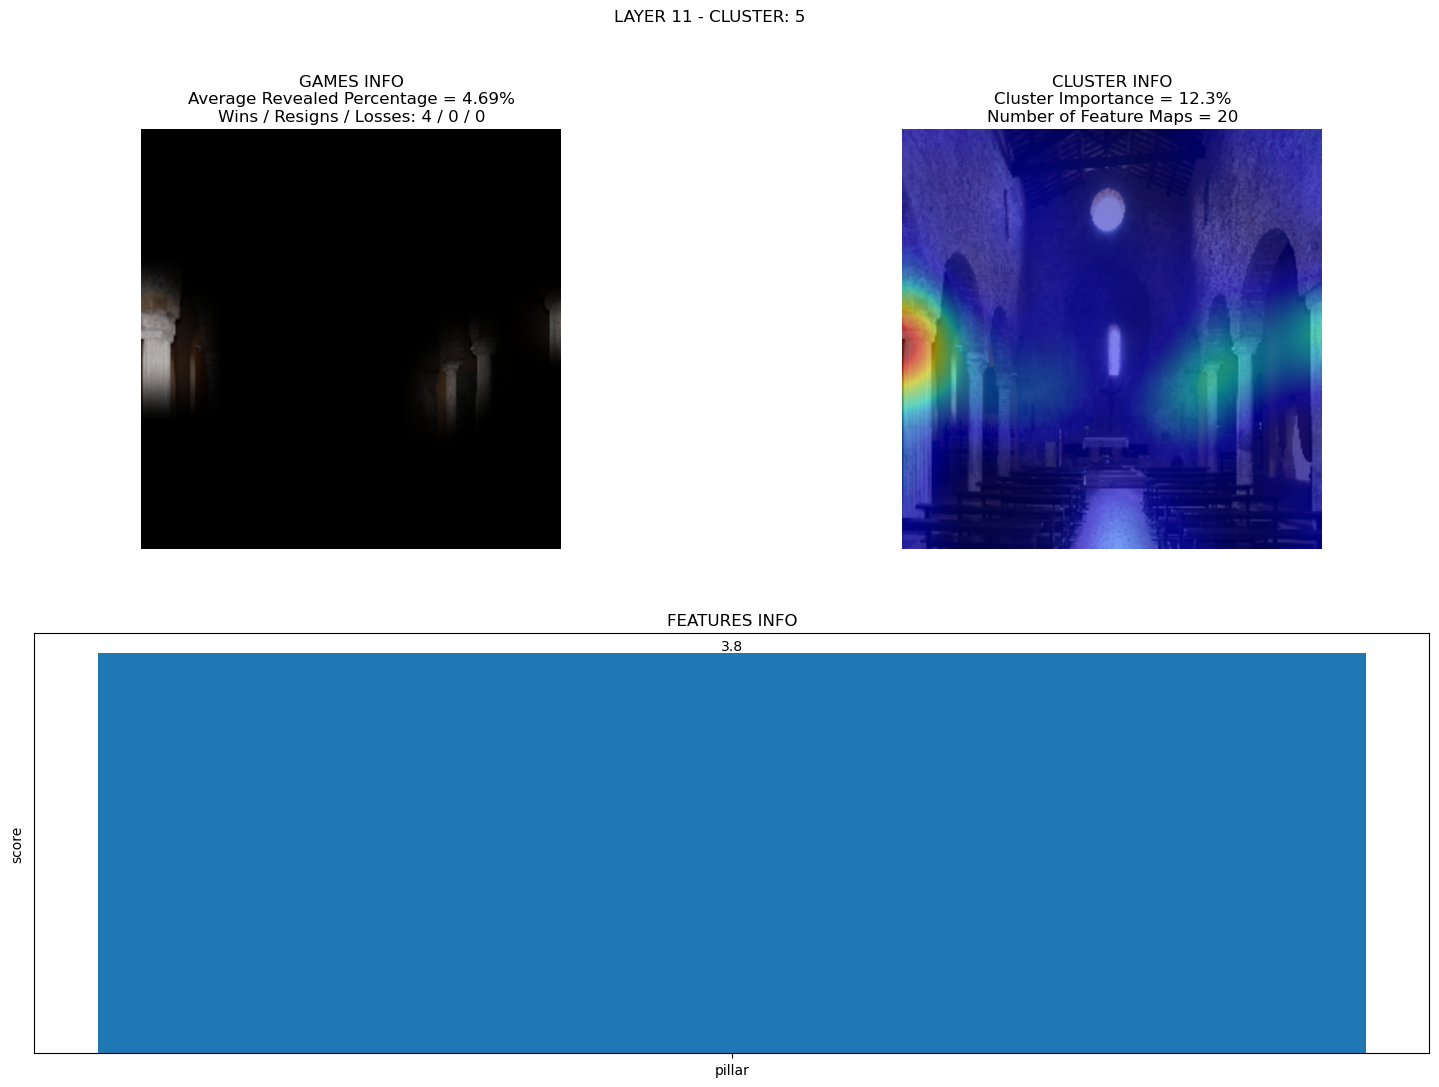 LAYER 11 - CLUSTER: 5
GAMES INFO
Average Revealed Percentage = 4.69%
Wins / Resigns / Losses: 4 / 0 / 0
CLUSTER INFO
Cluster Importance = 12.3%
Number of Feature Maps = 20
FEATURES INFO
3.8
score
pillar